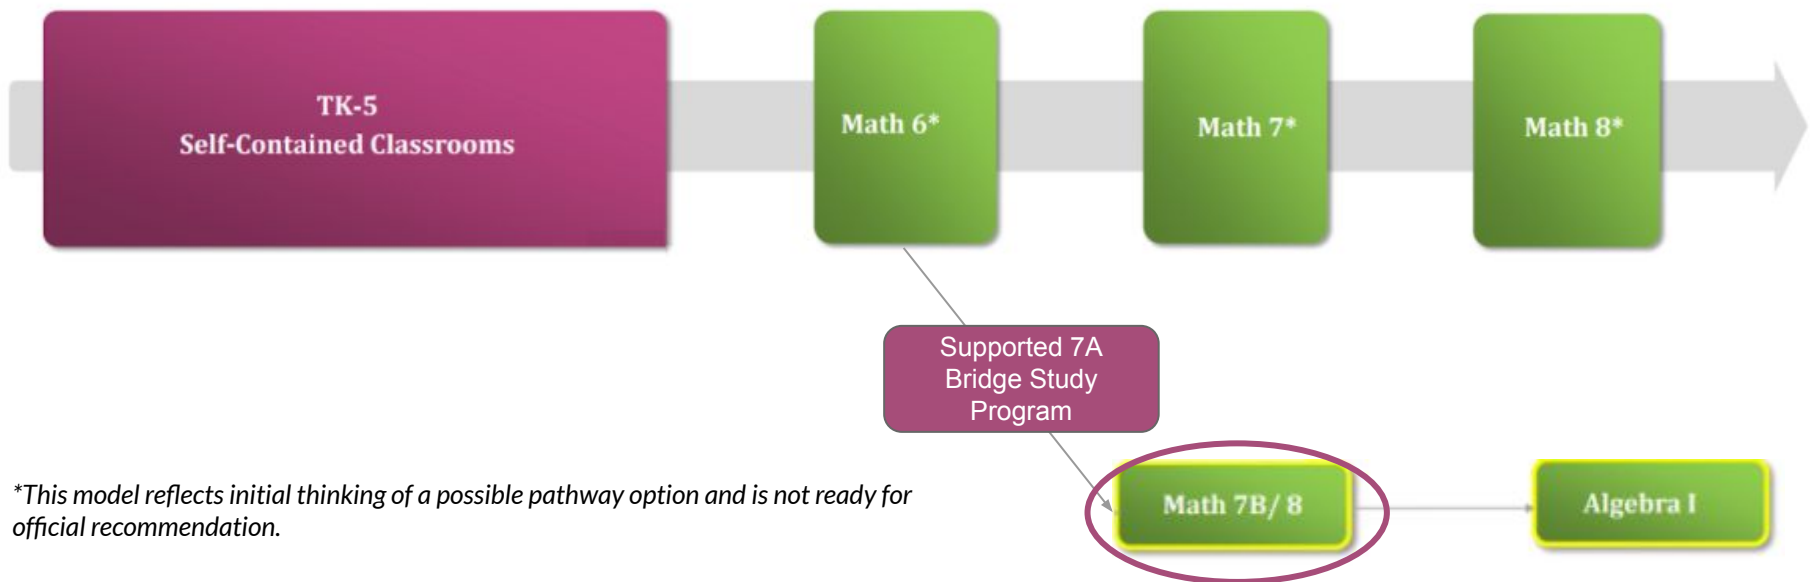 TK-5
Self-Contained Classrooms
Math 6*
Math 7*
Math 8*
Supported 7A
Bridge Study
Program
Math 7B/ 8
Algebra I
*This model reflects initial thinking of a possible pathway option and is not ready for
official recommendation.